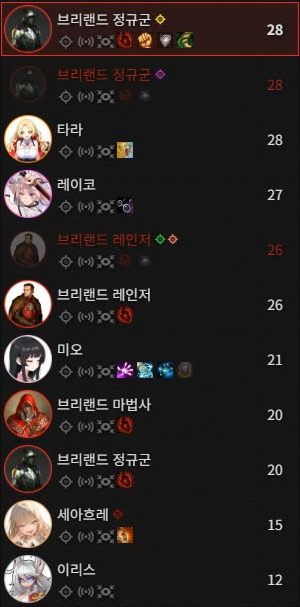 브리랜드 정규군 28
브리랜드 정규군 28
타라 28
레이코 27
브리랜드 레인저 26
브리랜드 레인저 26
미오 21
브리랜드 마법사 20
브리랜드 정규군 20
세아흐레 15
이리스 12